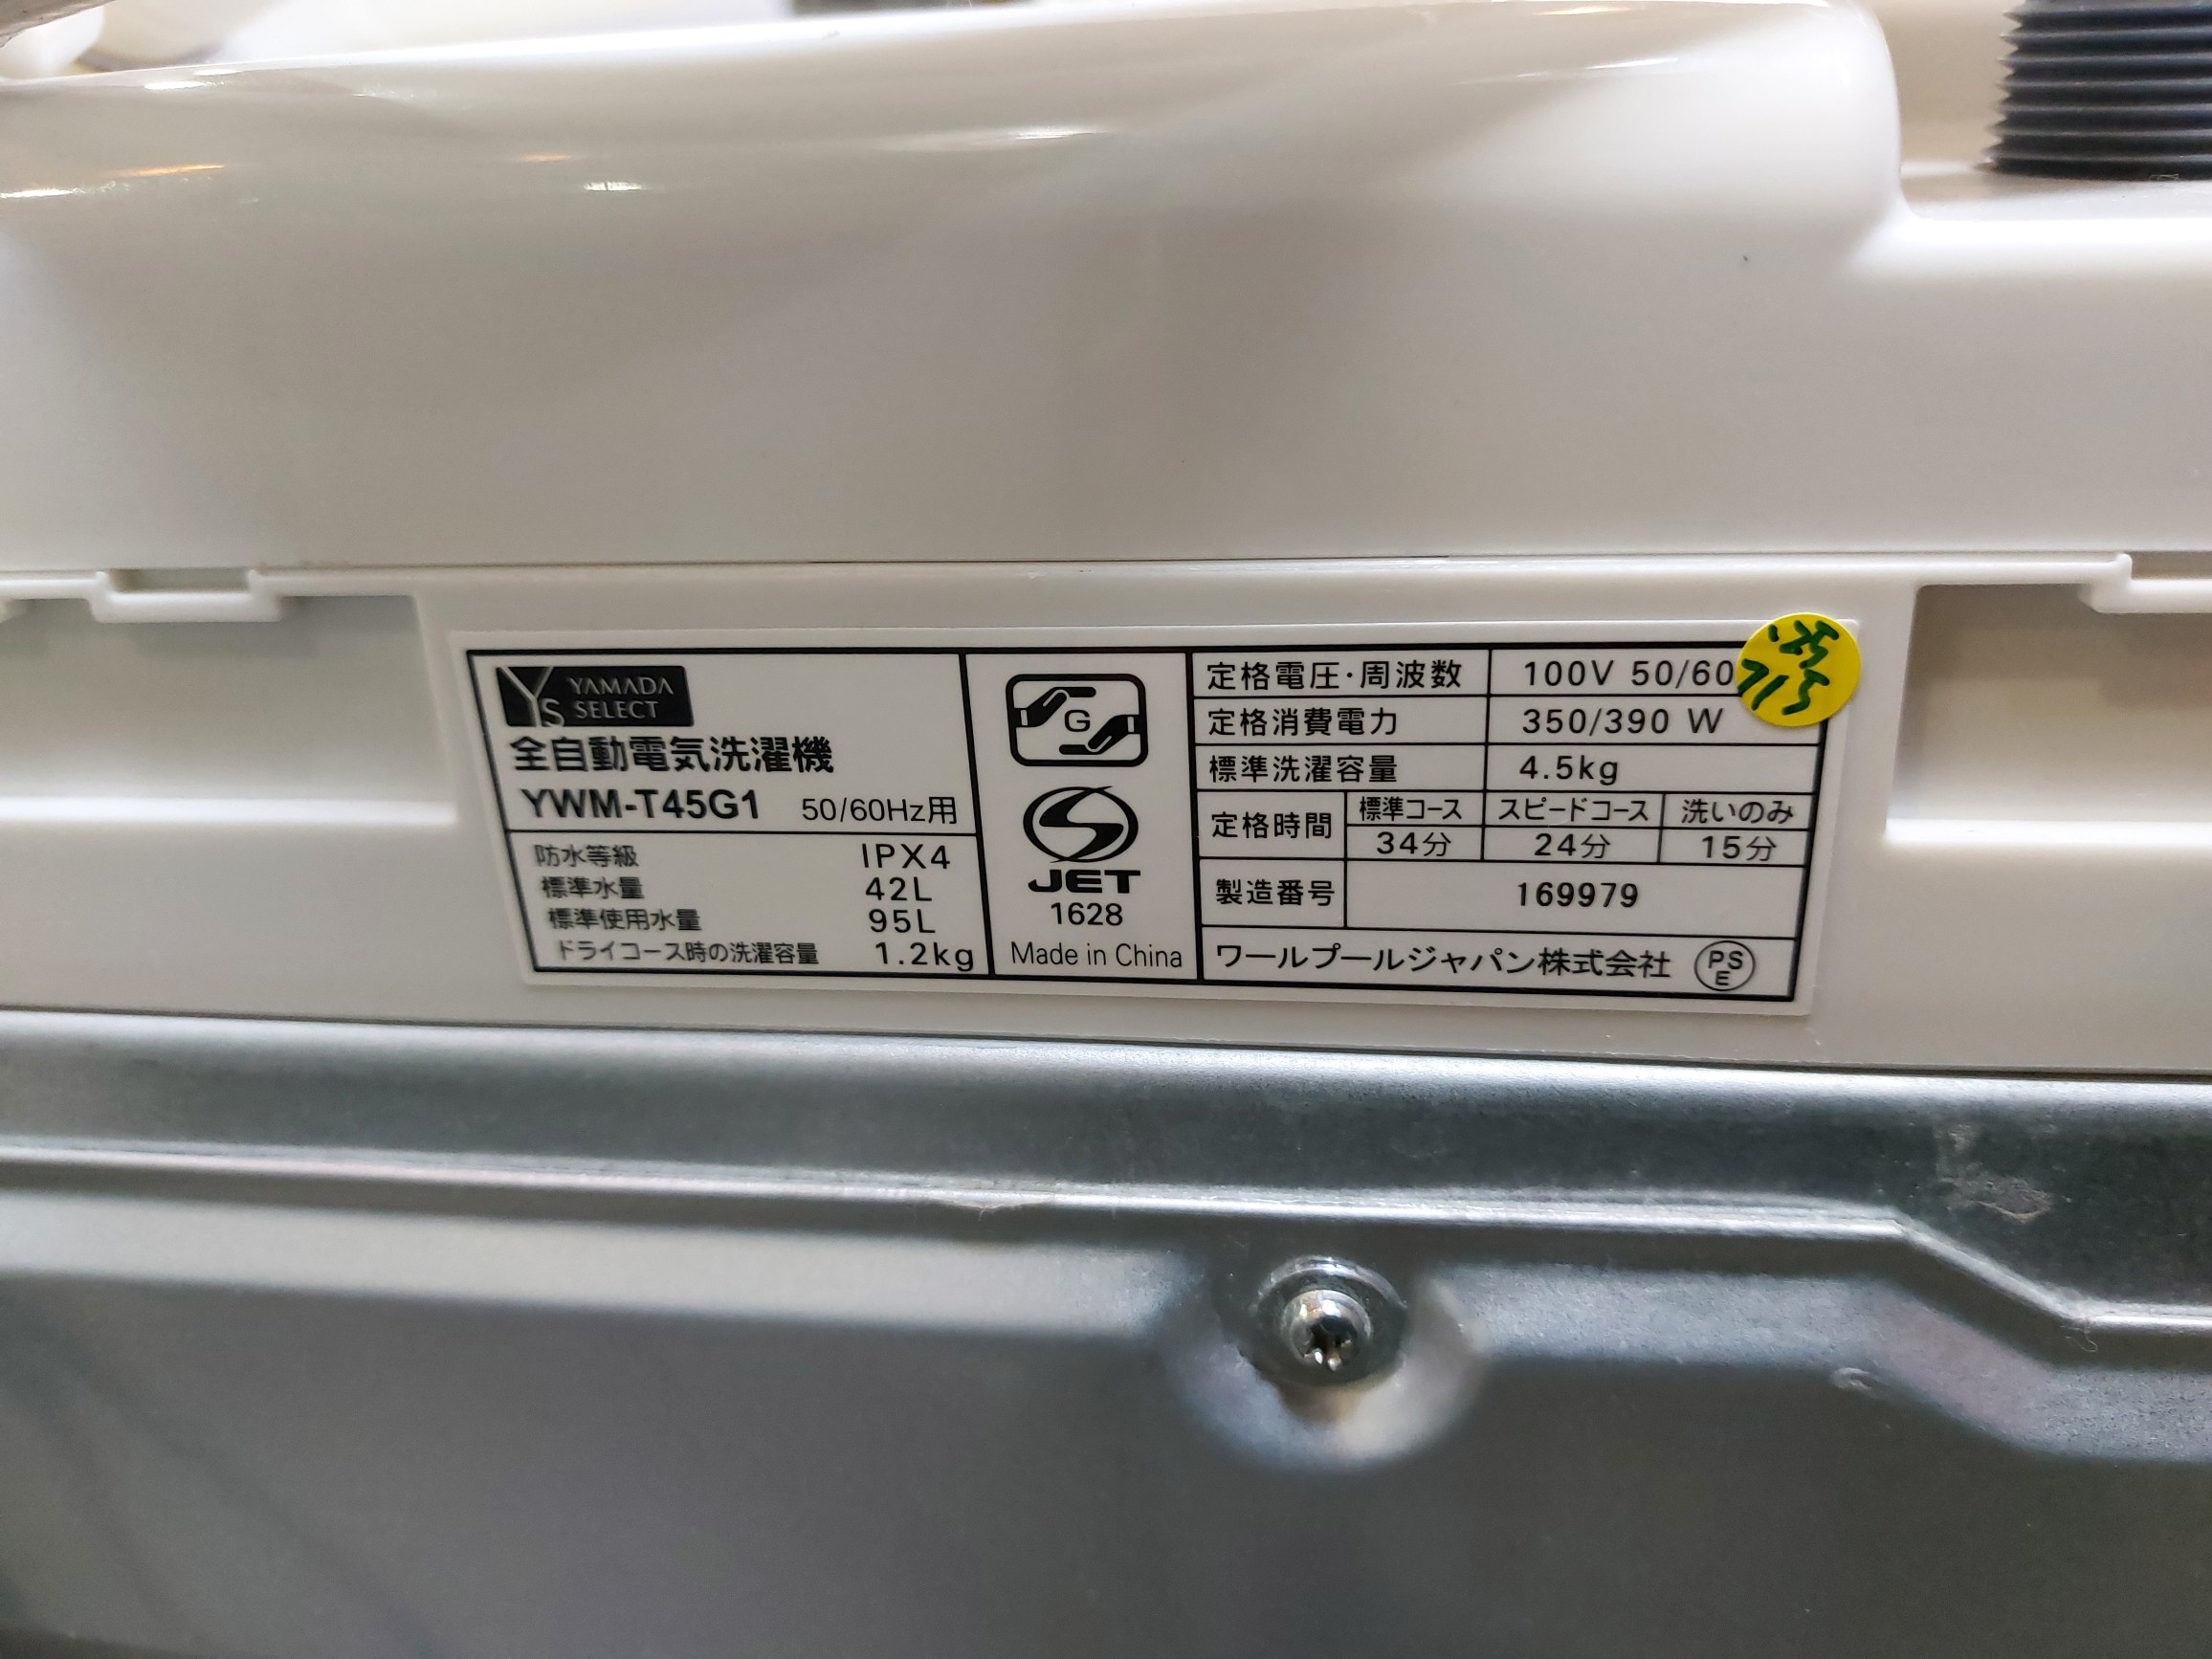 YS YAMADA
SELECT
全自動電気洗濯機
YWM-T45G1 50/60Hz用
防水等級 IPX4
標準水量 42L
標準使用水量 95L
ドライコース時の洗濯容量 1.2kg
G
JET
1628
Made in China
定格電圧・周波数 100V 50/60
定格消費電力 350/390 W
標準洗濯容量 4.5kg
定格時間 標準コース スピードコース 洗いのみ
34分 24分 15分
製造番号 169979
ワールプールジャパン株式会社 PSE